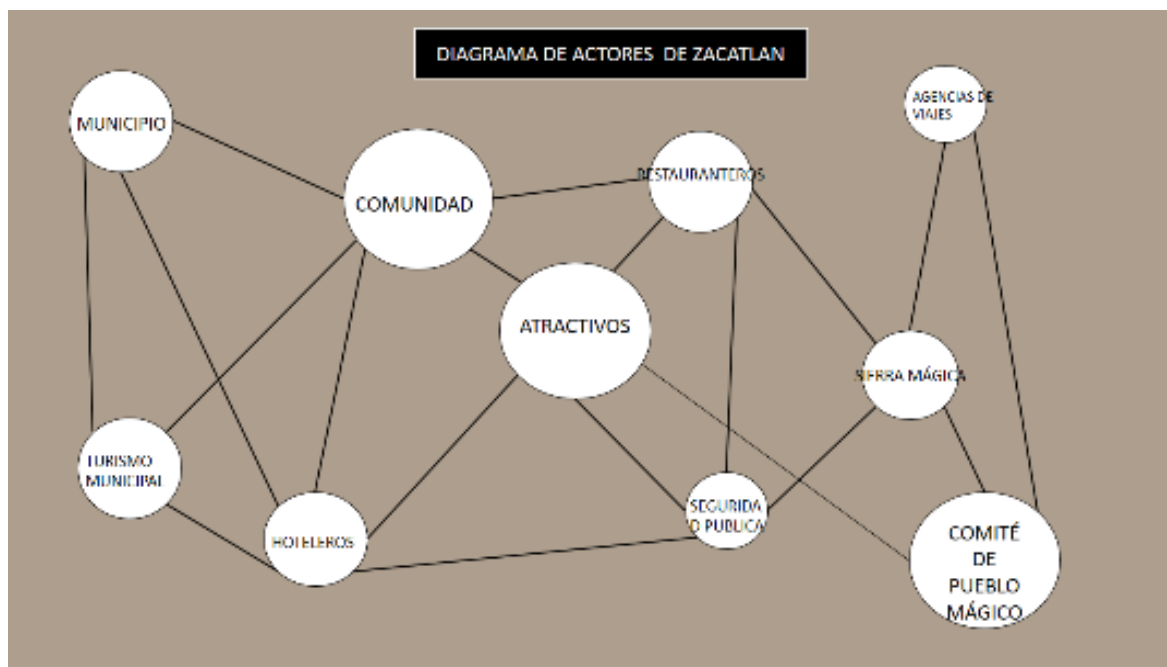 DIAGRAMA DE ACTORES DE ZACATLAN
MUNICIPIO
AGENCIAS DE
VIAJES
COMUNIDAD
RESTAURANTEROS
ATRACTIVOS
SIERRA MÁGICA
TURISMO
MUNICIPAL
HOTELEROS
SEGURIDA
D PUBLICA
COMITÉ
DE
PUEBLO
MÁGICO